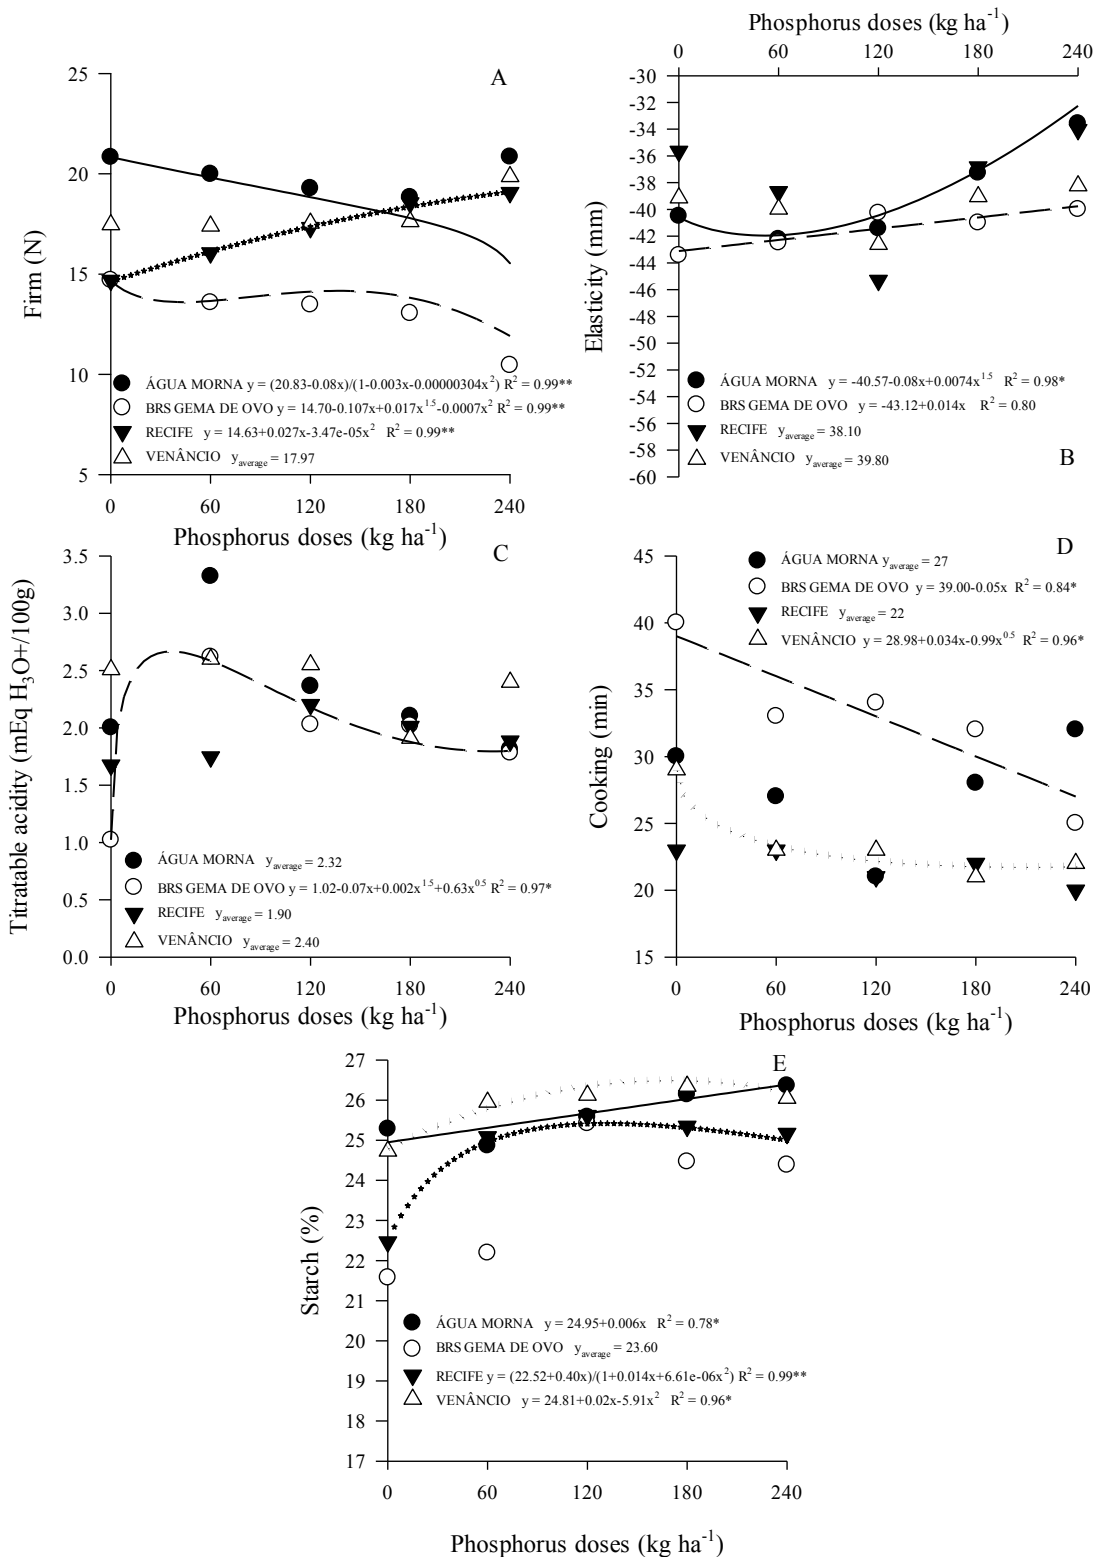 A
25
20
15
10
5
Firm (N)
ÁGUA MORNA y = (20.83-0.08x)/(1-0.003x-0.00000304x²) R² = 0.99**
BRS GEMA DE OVO y = 14.70-0.107x+0.017x¹·⁵-0.0007x² R² = 0.99**
RECIFE y = 14.63+0.027x-3.47e-05x² R² = 0.99**
VENÂNCIO y average = 17.97
0 60 120 180 240
Phosphorus doses (kg ha⁻¹)
Phosphorus doses (kg ha⁻¹)
0 60 120 180 240
-30
-32
-34
-36
-38
-40
-42
-44
-46
-48
-50
-52
-54
-56
-58
-60
Elasticity (mm)
ÁGUA MORNA y = -40.57-0.08x+0.0074x¹·⁵ R² = 0.98*
BRS GEMA DE OVO y = -43.12+0.014x R² = 0.80
RECIFE y average = 38.10
VENÂNCIO y average = 39.80
B
C
3.5
3.0
2.5
2.0
1.5
1.0
0.5
0.0
Titratable acidity (mEq H₃O+/100g)
ÁGUA MORNA y average = 2.32
BRS GEMA DE OVO y = 1.02-0.07x+0.002x¹·⁵+0.63x⁰·⁵ R² = 0.97*
RECIFE y average = 1.90
VENÂNCIO y average = 2.40
0 60 120 180 240
Phosphorus doses (kg ha⁻¹)
D
45
40
35
30
25
20
15
Cooking (min)
ÁGUA MORNA y average = 27
BRS GEMA DE OVO y = 39.00-0.05x R² = 0.84*
RECIFE y average = 22
VENÂNCIO y = 28.98+0.034x-0.99x⁰·⁵ R² = 0.96*
0 60 120 180 240
Phosphorus doses (kg ha⁻¹)
E
27
26
25
24
23
22
21
20
19
18
17
Starch (%)
ÁGUA MORNA y = 24.95+0.006x R² = 0.78*
BRS GEMA DE OVO y average = 23.60
RECIFE y = (22.52+0.40x)/(1+0.014x+6.61e-06x²) R² = 0.99**
VENÂNCIO y = 24.81+0.02x-5.91x² R² = 0.96*
0 60 120 180 240
Phosphorus doses (kg ha⁻¹)